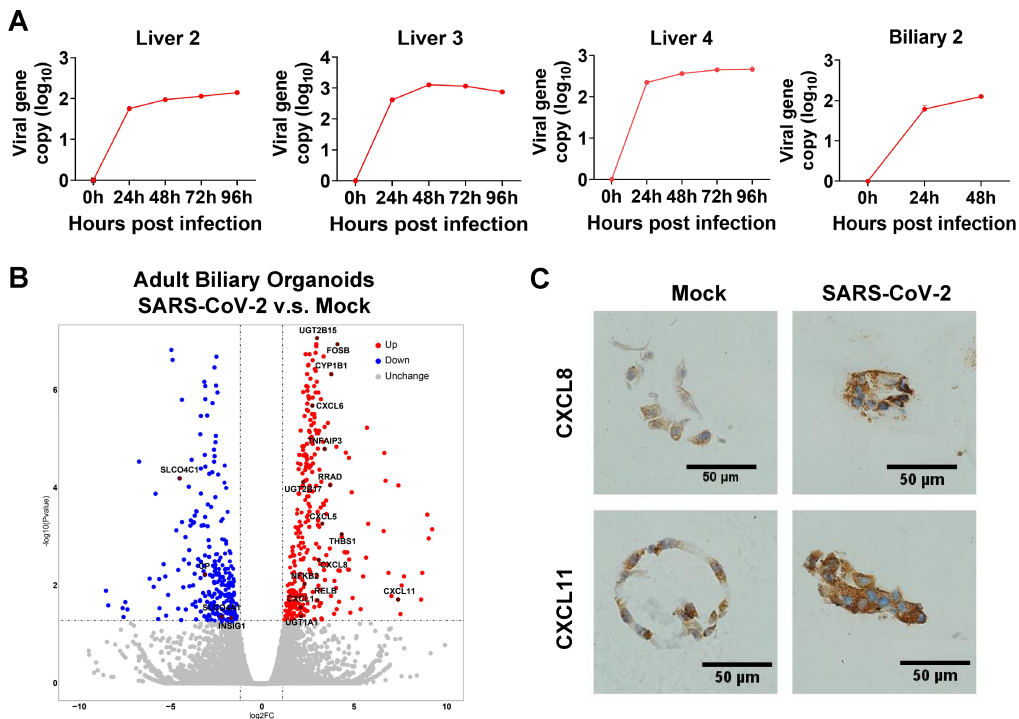 A
Liver 2
Liver 3
Liver 4
Biliary 2
Viral gene
copy (log10)
3
2
1
0
0h 24h 48h 72h 96h
Hours post infection
Viral gene
copy (log10)
4
3
2
1
0
0h 24h 48h 72h 96h
Hours post infection
Viral gene
copy (log10)
3
2
1
0
0h 24h 48h 72h 96h
Hours post infection
Viral gene
copy (log10)
3
2
1
0
0h 24h 48h
Hours post infection
B
Adult Biliary Organoids
SARS-CoV-2 v.s. Mock
Up
Down
Unchange
UGT2B15
FOSB
CYP1B1
CXCL6
TNFAIP3
SLCO4C1
RRAD
UGT2B17
CXCL5
THBS1
CXCL8
NFKB2
RELB
CXCL11
CXCL1
UGT1A1
INSIG1
-log10(Pvalue)
6
4
2
0
−10 −5 0 5 10
log2FC
C
Mock
SARS-CoV-2
CXCL8
50 µm
50 µm
CXCL11
50 µm
50 µm